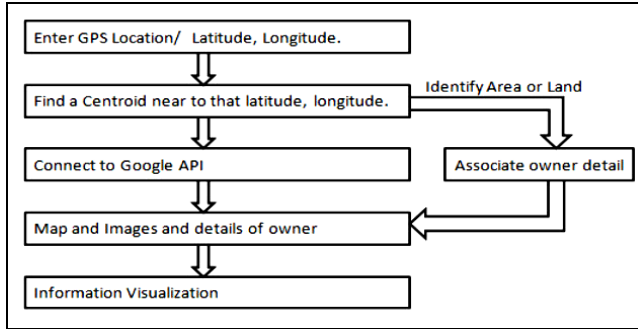 Enter GPS Location/ Latitude, Longitude.
Identify Area or Land
Find a Centroid near to that latitude, longitude.
Connect to Google API
Associate owner detail
Map and Images and details of owner
Information Visualization